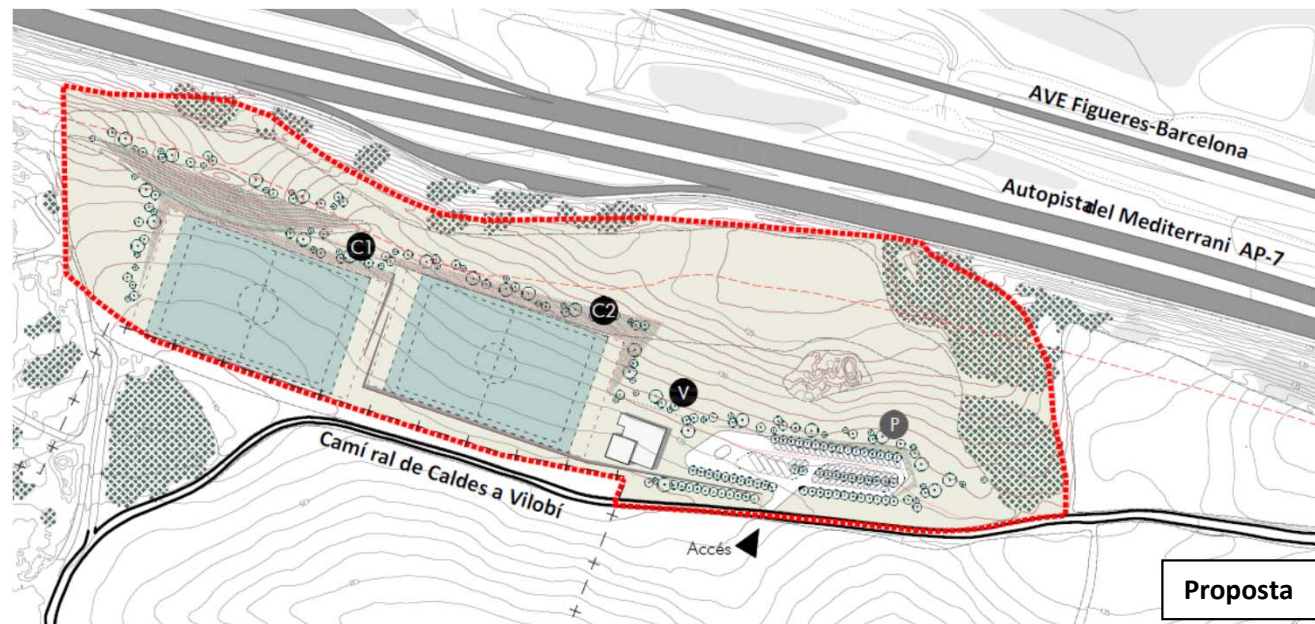 AVE Figueres-Barcelona
Autopista del Mediterrani AP-7
C1
C2
V
P
Camí ral de Caldes a Vilobí
Accés
Proposta